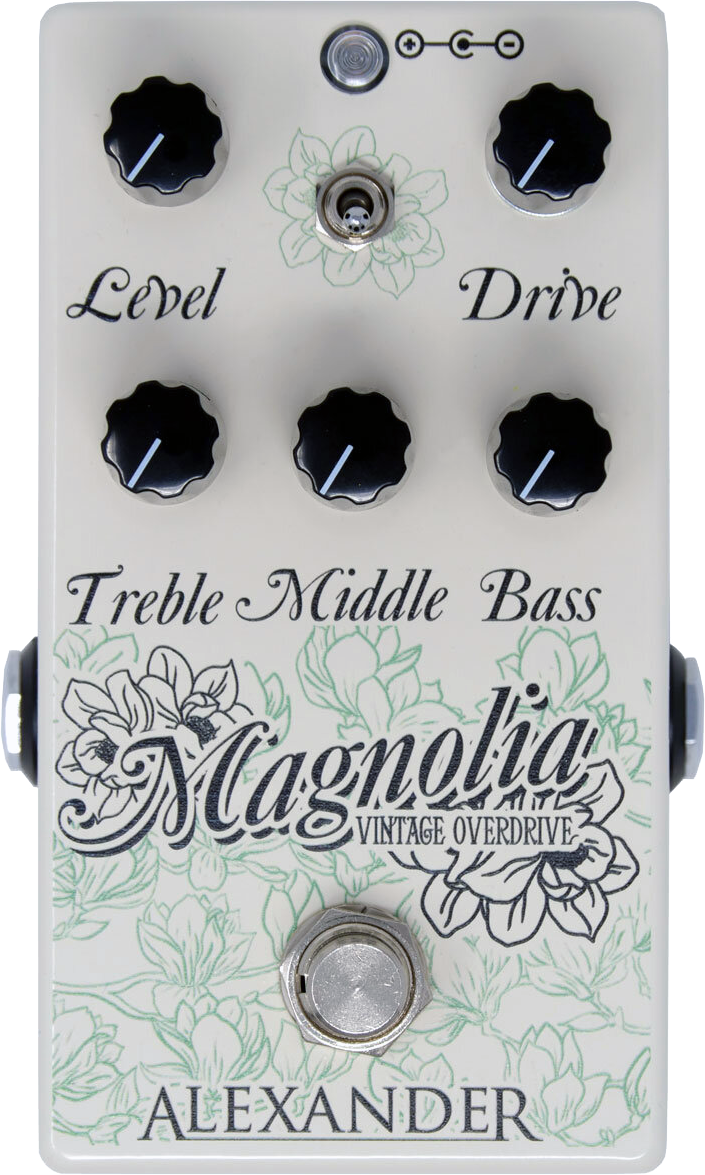 Level Drive
Treble Middle Bass
Magnolia
VINTAGE OVERDRIVE
ALEXANDER